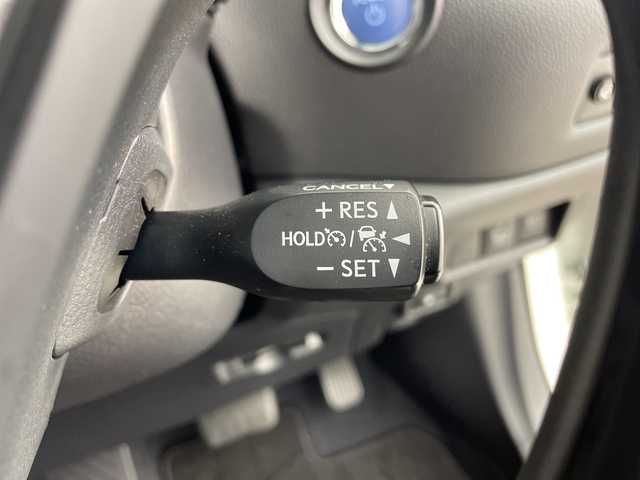 CANCEL▼
+ RES ▲
HOLD / ◀
− SET ▼